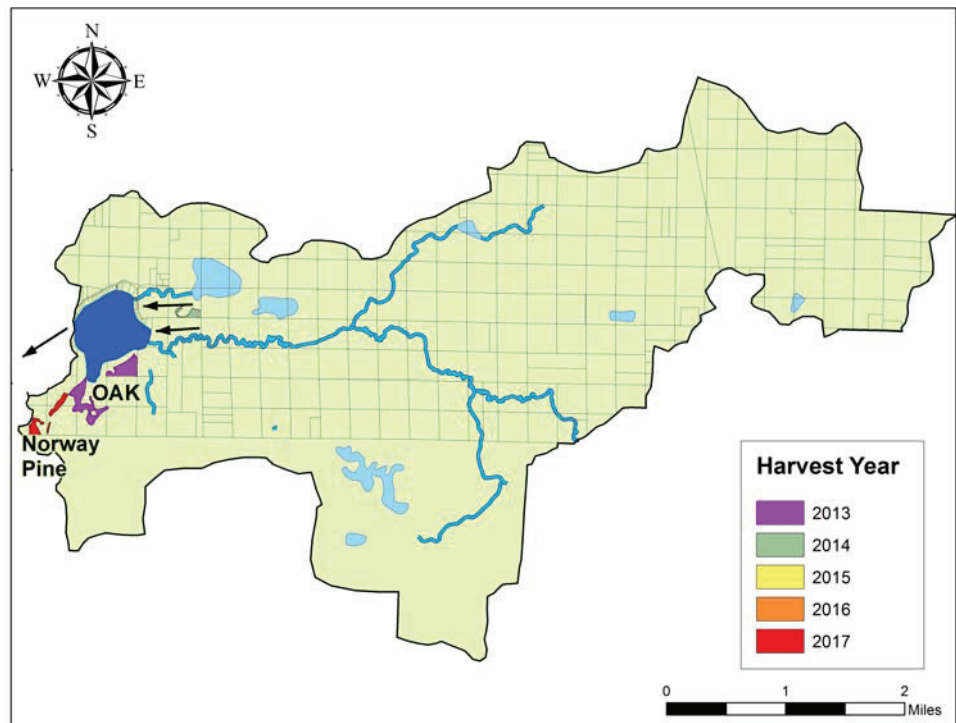 N
W E
S
OAK
Norway
Pine
Harvest Year
2013
2014
2015
2016
2017
0 1 2
Miles